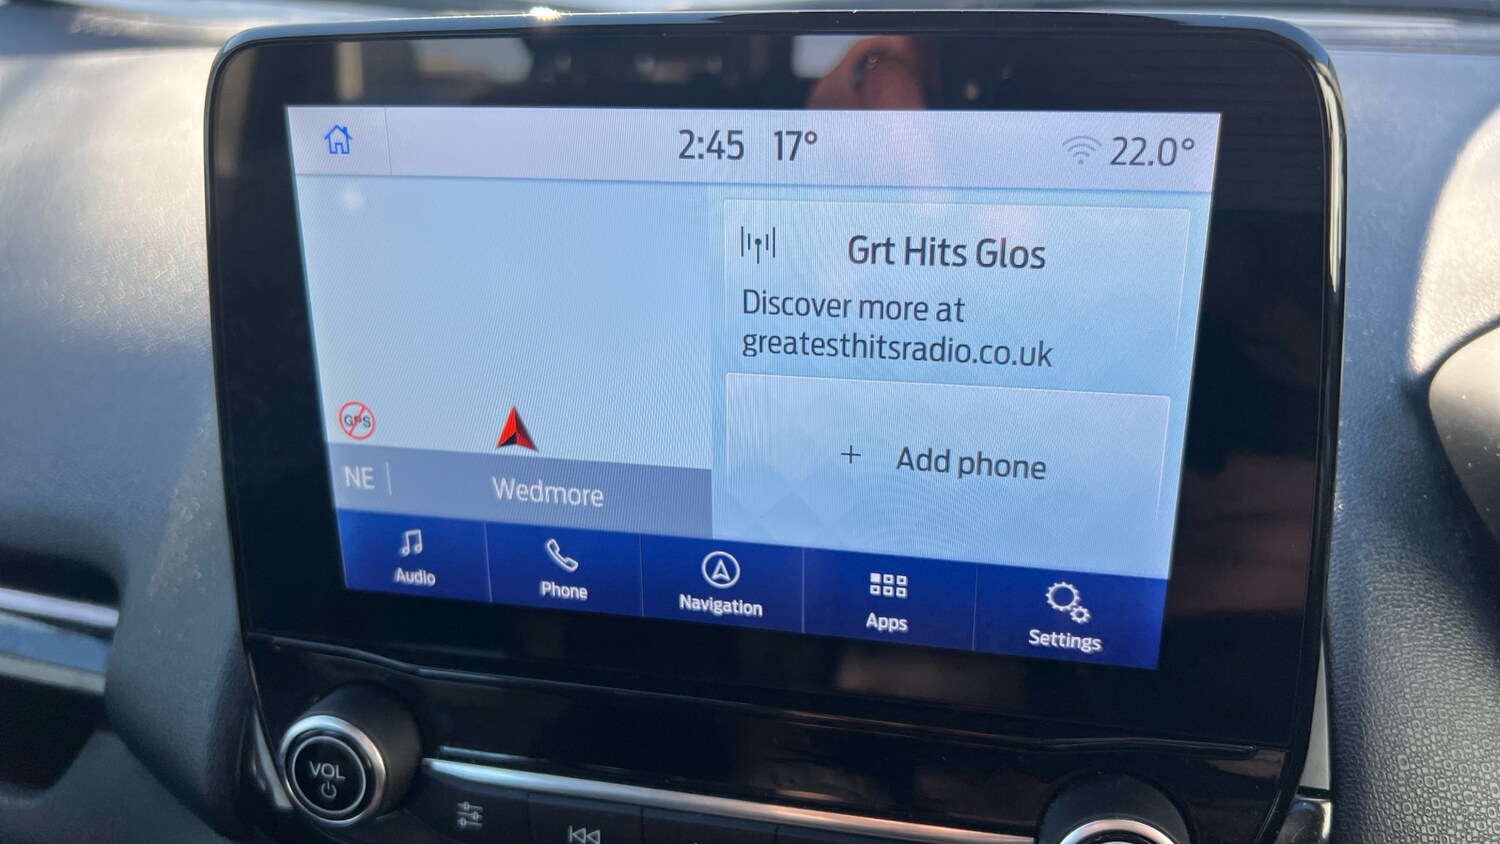 2:45 17° 22.0°
Grt Hits Glos
Discover more at
greatesthitsradio.co.uk
GPS
+ Add phone
NE Wedmore
Audio Phone Navigation Apps Settings
VOL